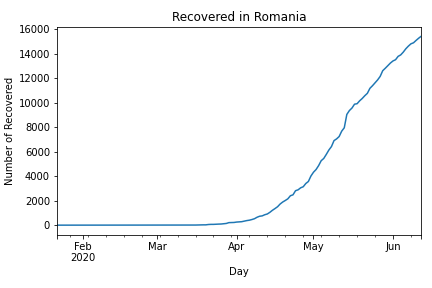 Recovered in Romania
16000
14000
12000
10000
8000
6000
4000
2000
0
Number of Recovered
Feb
2020
Mar
Apr
May
Jun
Day